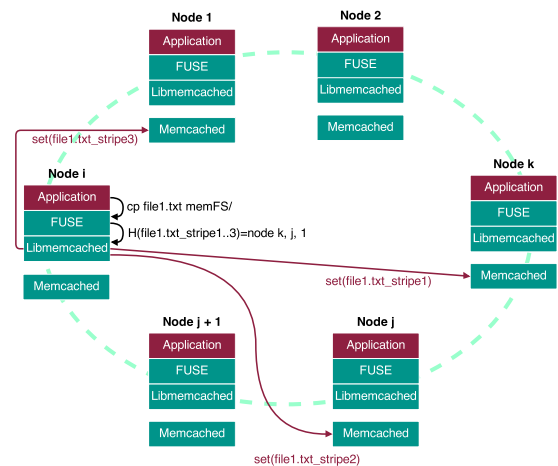 Node 1
Application
FUSE
Libmemcached
Memcached
Node 2
Application
FUSE
Libmemcached
Memcached
set(file1.txt_stripe3)
Node i
Application
FUSE
Libmemcached
Memcached
cp file1.txt memFS/
H(file1.txt_stripe1..3)=node k, j, 1
Node k
Application
FUSE
Libmemcached
Memcached
set(file1.txt_stripe1)
Node j + 1
Application
FUSE
Libmemcached
Memcached
Node j
Application
FUSE
Libmemcached
Memcached
set(file1.txt_stripe2)